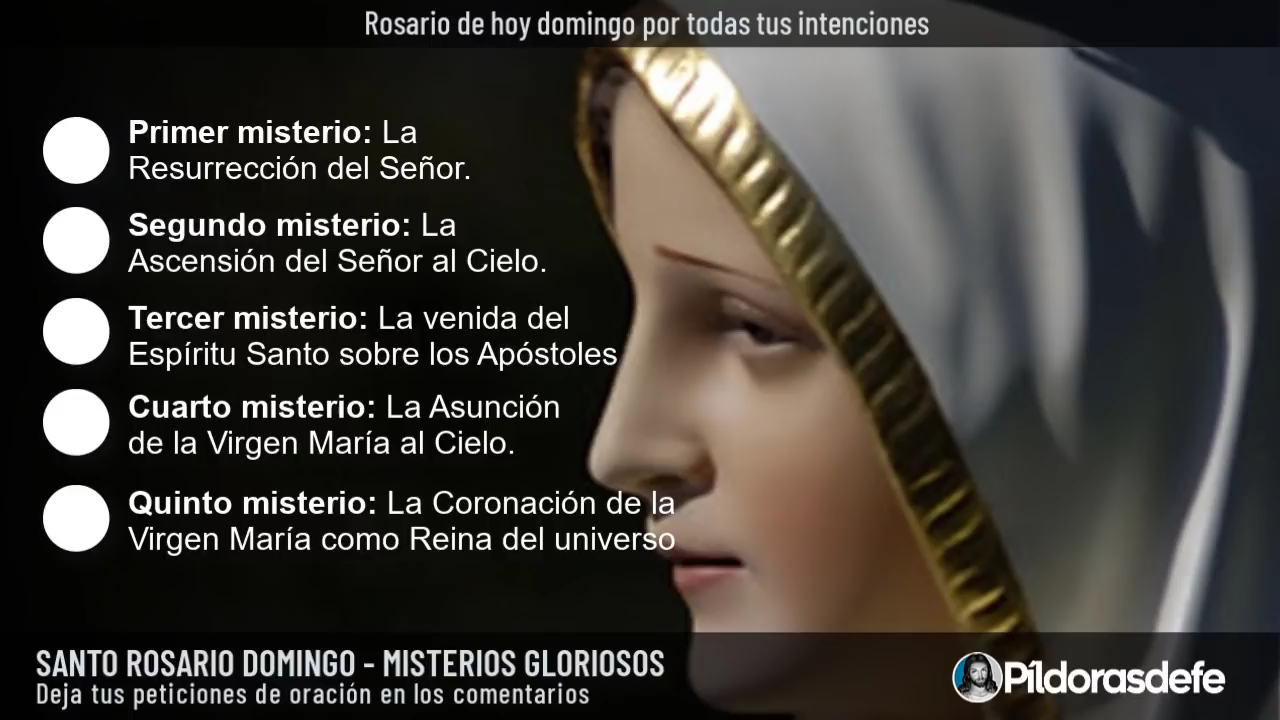 Rosario de hoy domingo por todas tus intenciones
Primer misterio: La
Resurrección del Señor.
Segundo misterio: La
Ascensión del Señor al Cielo.
Tercer misterio: La venida del
Espíritu Santo sobre los Apóstoles
Cuarto misterio: La Asunción
de la Virgen María al Cielo.
Quinto misterio: La Coronación de la
Virgen María como Reina del universo
SANTO ROSARIO DOMINGO - MISTERIOS GLORIOSOS
Deja tus peticiones de oración en los comentarios
Píldorasdefe